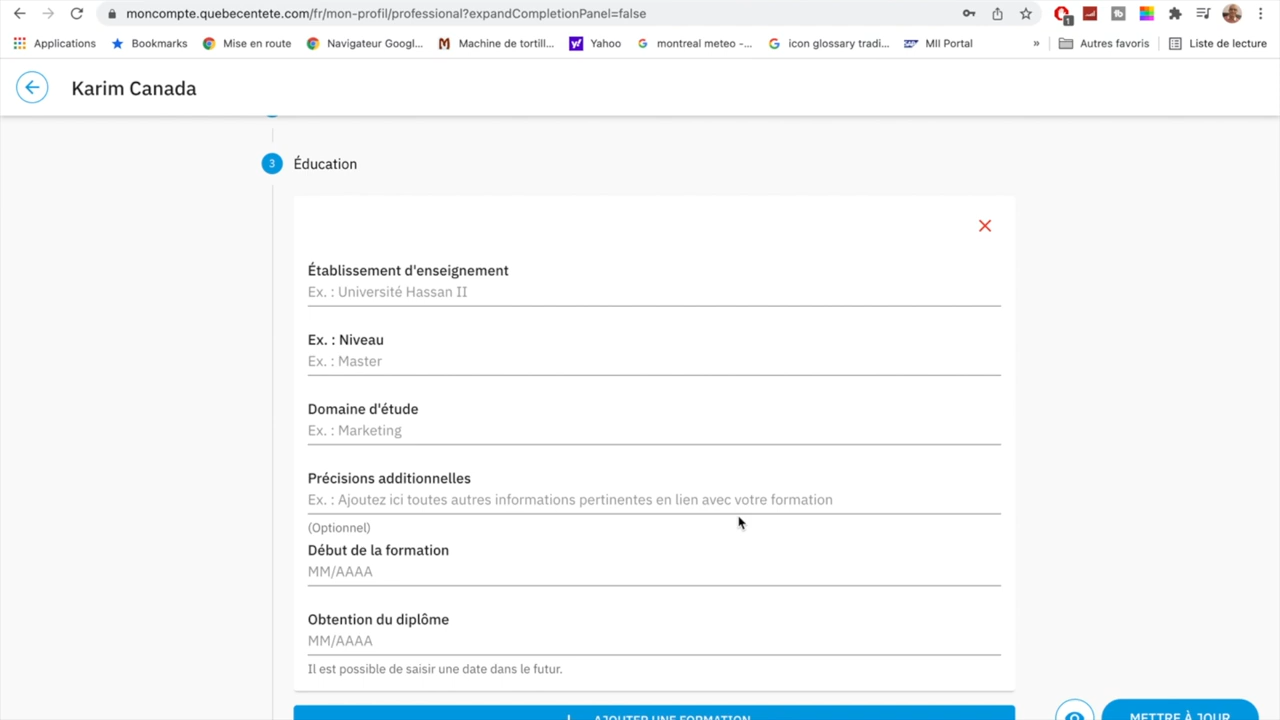 moncompte.quebecentete.com/fr/mon-profil/professional?expandCompletionPanel=false
1
Applications
Bookmarks
Mise en route
Navigateur Googl...
Machine de tortill...
Yahoo
montreal meteo -...
icon glossary tradi...
MII Portal
»
Autres favoris
Liste de lecture
Karim Canada
3 Éducation
Établissement d'enseignement
Ex. : Université Hassan II
Ex. : Niveau
Ex. : Master
Domaine d'étude
Ex. : Marketing
Précisions additionnelles
Ex. : Ajoutez ici toutes autres informations pertinentes en lien avec votre formation
(Optionnel)
Début de la formation
MM/AAAA
Obtention du diplôme
MM/AAAA
Il est possible de saisir une date dans le futur.
AJOUTER UNE FORMATION
METTRE À JOUR